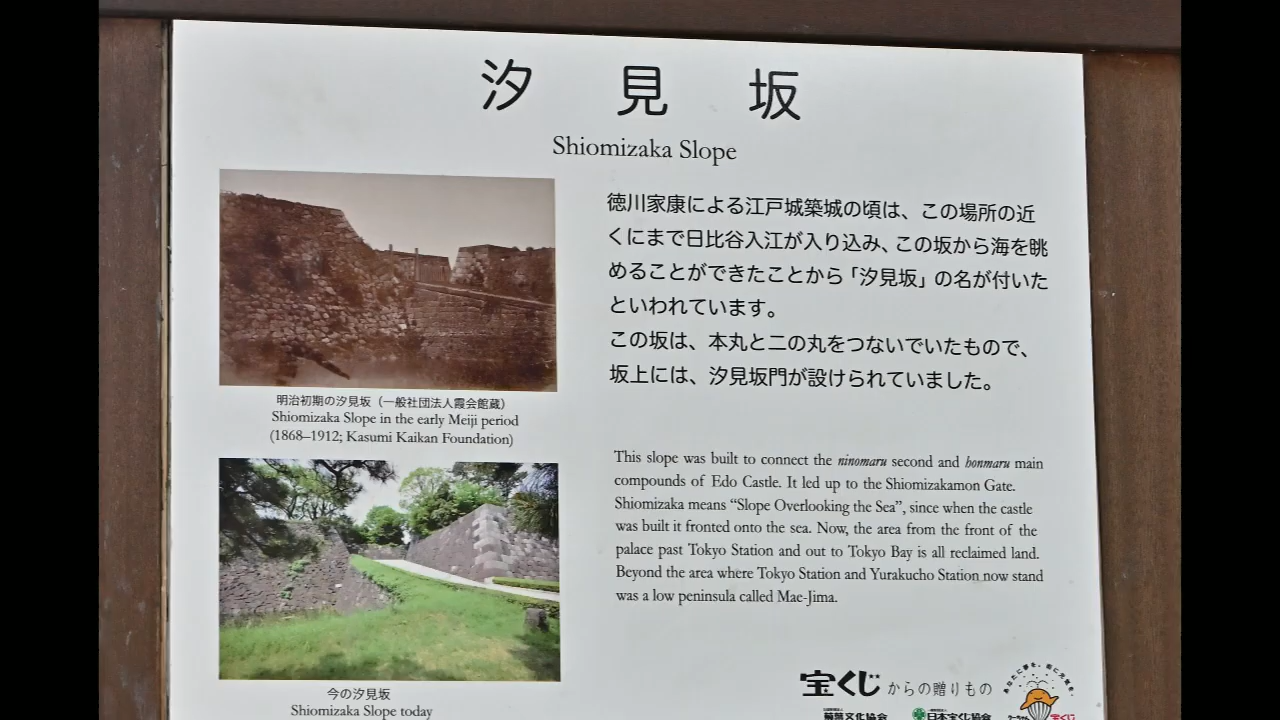 汐見坂
Shiomizaka Slope
徳川家康による江戸城築城の頃は、この場所の近
くにまで日比谷入江が入り込み、この坂から海を眺
めることができたことから「汐見坂」の名が付いた
といわれています。
この坂は、本丸と二の丸をつないでいたもので、
坂上には、汐見坂門が設けられていました。
明治初期の汐見坂（一般社団法人霞会館蔵）
Shiomizaka Slope in the early Meiji period
(1868–1912; Kasumi Kaikan Foundation)
This slope was built to connect the ninomaru second and honmaru main
compounds of Edo Castle. It led up to the Shiomizakamon Gate.
Shiomizaka means “Slope Overlooking the Sea”, since when the castle
was built it fronted onto the sea. Now, the area from the front of the
palace past Tokyo Station and out to Tokyo Bay is all reclaimed land.
Beyond the area where Tokyo Station and Yurakucho Station now stand
was a low peninsula called Mae-Jima.
今の汐見坂
Shiomizaka Slope today
宝くじからの贈りもの
菊葉文化協会
日本宝くじ協会
宝くじ